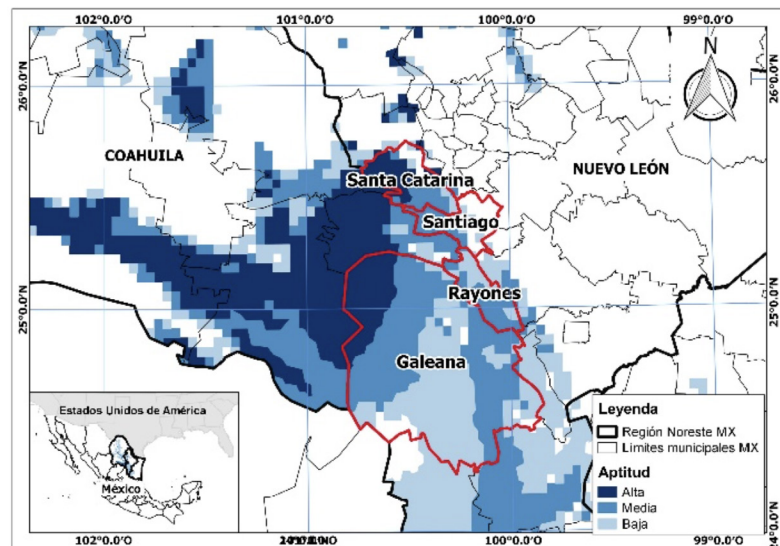 102°0.0'O 101°0.0'O 100°0.0'O 99°0.0'O
26°0.0'N
25°0.0'N
26°0.0'N
25°0.0'N
24°0.0'N
N
COAHUILA
NUEVO LEÓN
Santa Catarina
Santiago
Rayones
Galeana
Estados Unidos de América
México
Leyenda
Región Noreste MX
Limites municipales MX
Aptitud
Alta
Media
Baja
102°0.0'O 100°0.0'O 99°0.0'O